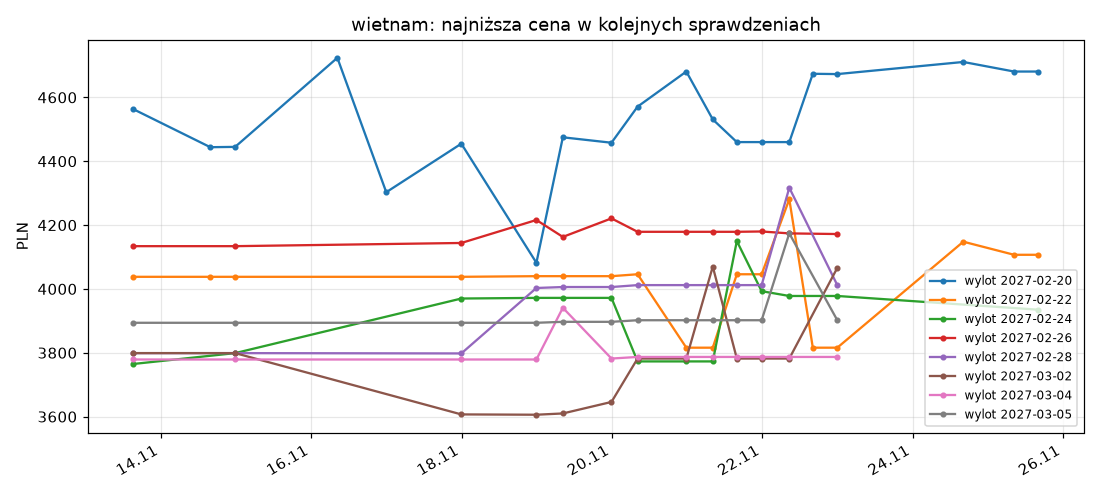 wietnam: najniższa cena w kolejnych sprawdzeniach
PLN
4600
4400
4200
4000
3800
3600
14.11
16.11
18.11
20.11
22.11
24.11
26.11
wylot 2027-02-20
wylot 2027-02-22
wylot 2027-02-24
wylot 2027-02-26
wylot 2027-02-28
wylot 2027-03-02
wylot 2027-03-04
wylot 2027-03-05